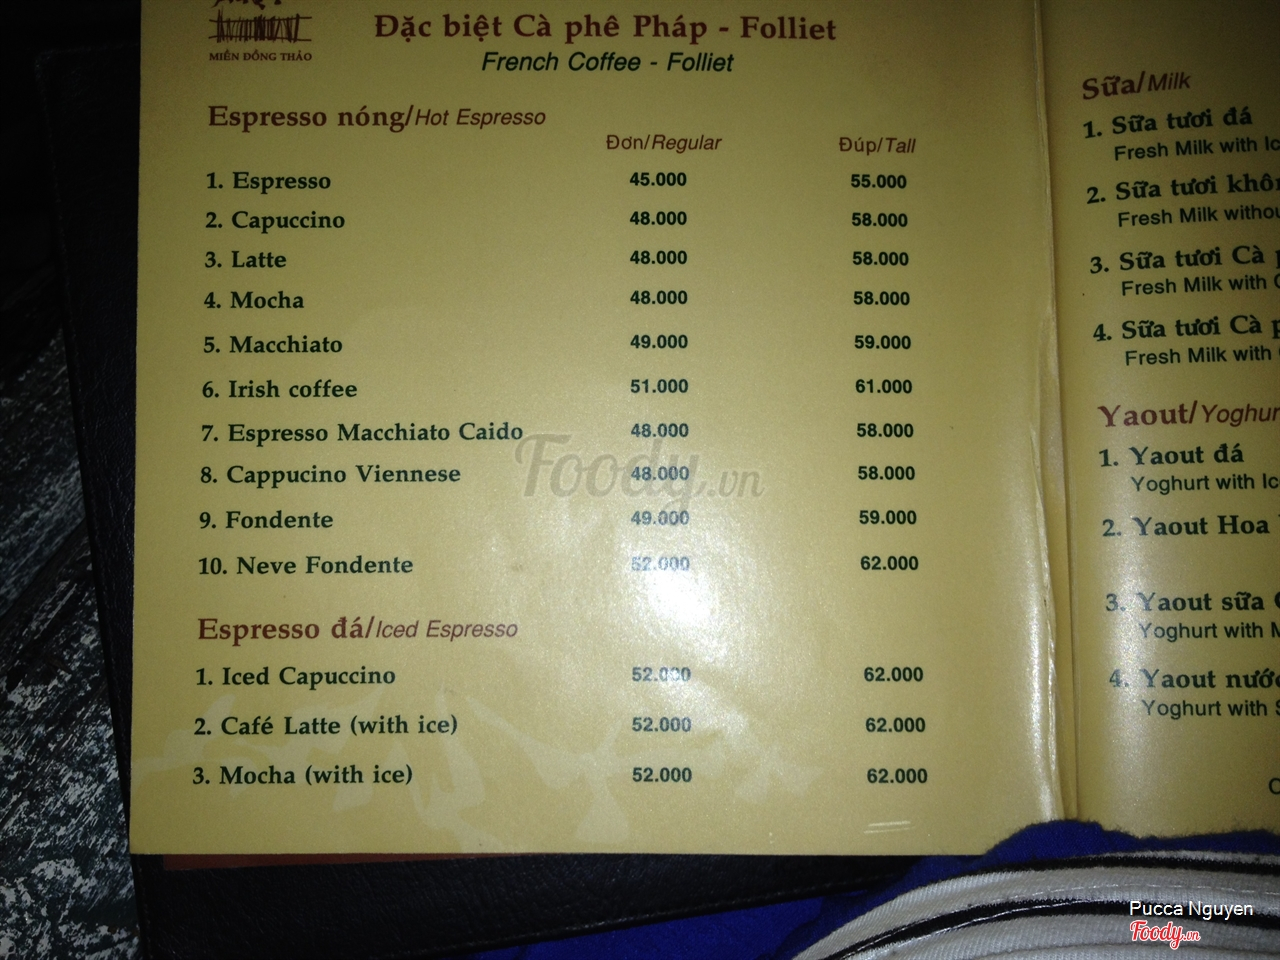 MIỀN ĐỒNG THẢO
Đặc biệt Cà phê Pháp - Folliet
French Coffee - Folliet
Espresso nóng/Hot Espresso
Đơn/Regular Đúp/Tall
1. Espresso 45.000 55.000
2. Capuccino 48.000 58.000
3. Latte 48.000 58.000
4. Mocha 48.000 58.000
5. Macchiato 49.000 59.000
6. Irish coffee 51.000 61.000
7. Espresso Macchiato Caido 48.000 58.000
8. Cappucino Viennese 48.000 58.000
9. Fondente 49.000 59.000
10. Neve Fondente 52.000 62.000
Espresso đá/Iced Espresso
1. Iced Capuccino 52.000 62.000
2. Café Latte (with ice) 52.000 62.000
3. Mocha (with ice) 52.000 62.000
Sữa/Milk
1. Sữa tươi đá
Fresh Milk with
2. Sữa tươi
Fresh Milk
3. Sữa tươi Cà
Fresh Milk with
4. Sữa tươi Cà
Fresh Milk with
Yaout/
1. Yaout đá
Yoghurt with
2. Yaout Hoa
3. Yaout sữa
Yoghurt with
4. Yaout
Yoghurt with
Foody.vn
Pucca Nguyen
Foody.vn